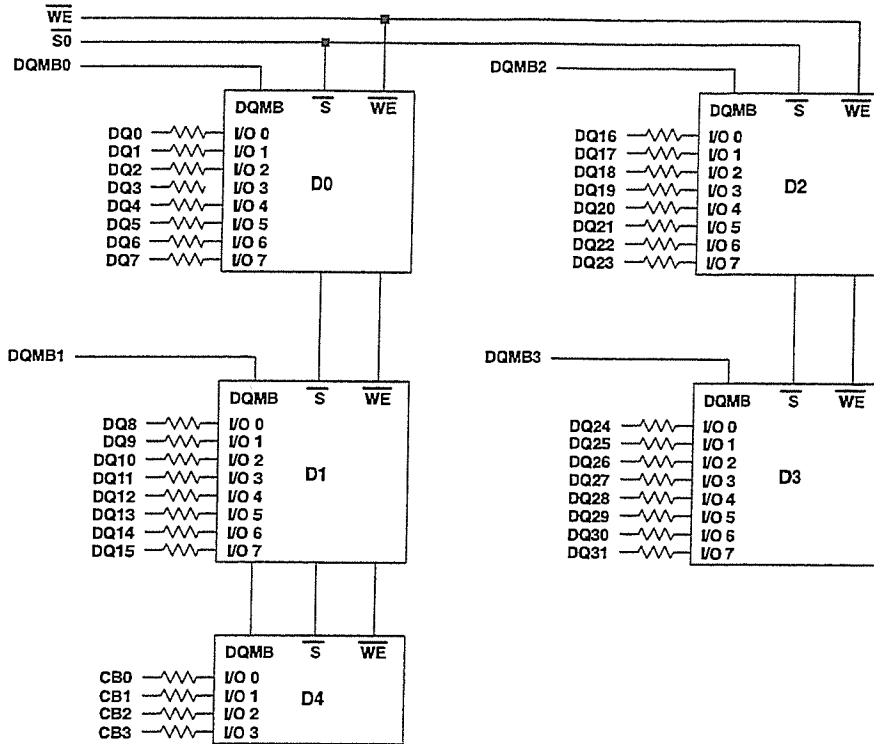 WE
S0
DQMB0
DQMB S WE
DQ0 I/O 0
DQ1 I/O 1
DQ2 I/O 2
DQ3 I/O 3
DQ4 I/O 4
DQ5 I/O 5
DQ6 I/O 6
DQ7 I/O 7
D0
DQMB2
DQMB S WE
DQ16 I/O 0
DQ17 I/O 1
DQ18 I/O 2
DQ19 I/O 3
DQ20 I/O 4
DQ21 I/O 5
DQ22 I/O 6
DQ23 I/O 7
D2
DQMB1
DQMB S WE
DQ8 I/O 0
DQ9 I/O 1
DQ10 I/O 2
DQ11 I/O 3
DQ12 I/O 4
DQ13 I/O 5
DQ14 I/O 6
DQ15 I/O 7
D1
DQMB3
DQMB S WE
DQ24 I/O 0
DQ25 I/O 1
DQ26 I/O 2
DQ27 I/O 3
DQ28 I/O 4
DQ29 I/O 5
DQ30 I/O 6
DQ31 I/O 7
D3
DQMB S WE
CB0 I/O 0
CB1 I/O 1
CB2 I/O 2
CB3 I/O 3
D4